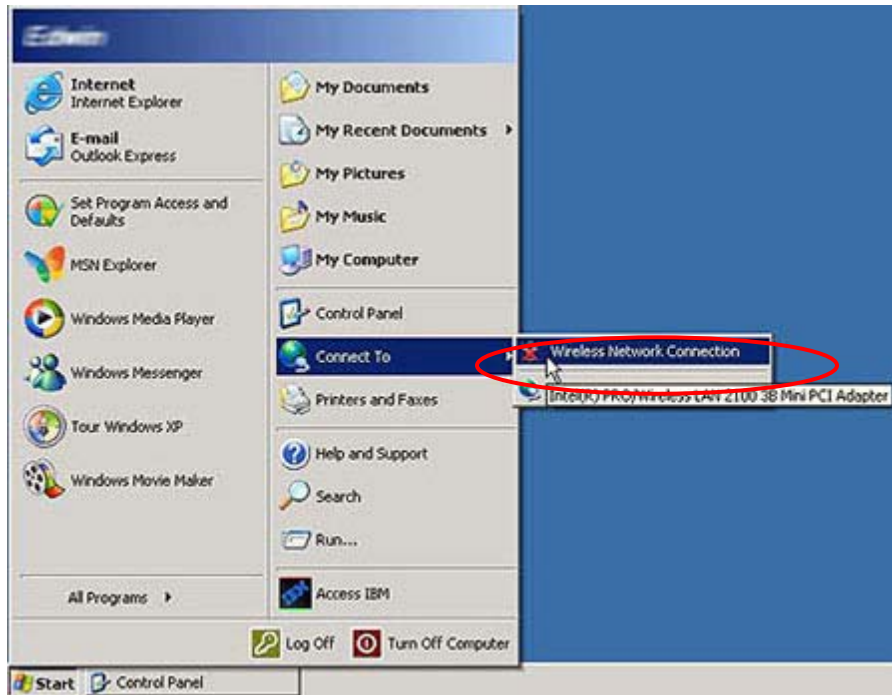 Internet
Internet Explorer
E-mail
Outlook Express
Set Program Access and
Defaults
MSN Explorer
Windows Media Player
Windows Messenger
Tour Windows XP
Windows Movie Maker
All Programs
My Documents
My Recent Documents
My Pictures
My Music
My Computer
Control Panel
Connect To
Printers and Faxes
Help and Support
Search
Run...
Access IBM
Wireless Network Connection
Intel(R) PRO/Wireless LAN 2100 3B Mini PCI Adapter
Log Off
Turn Off Computer
Start
Control Panel